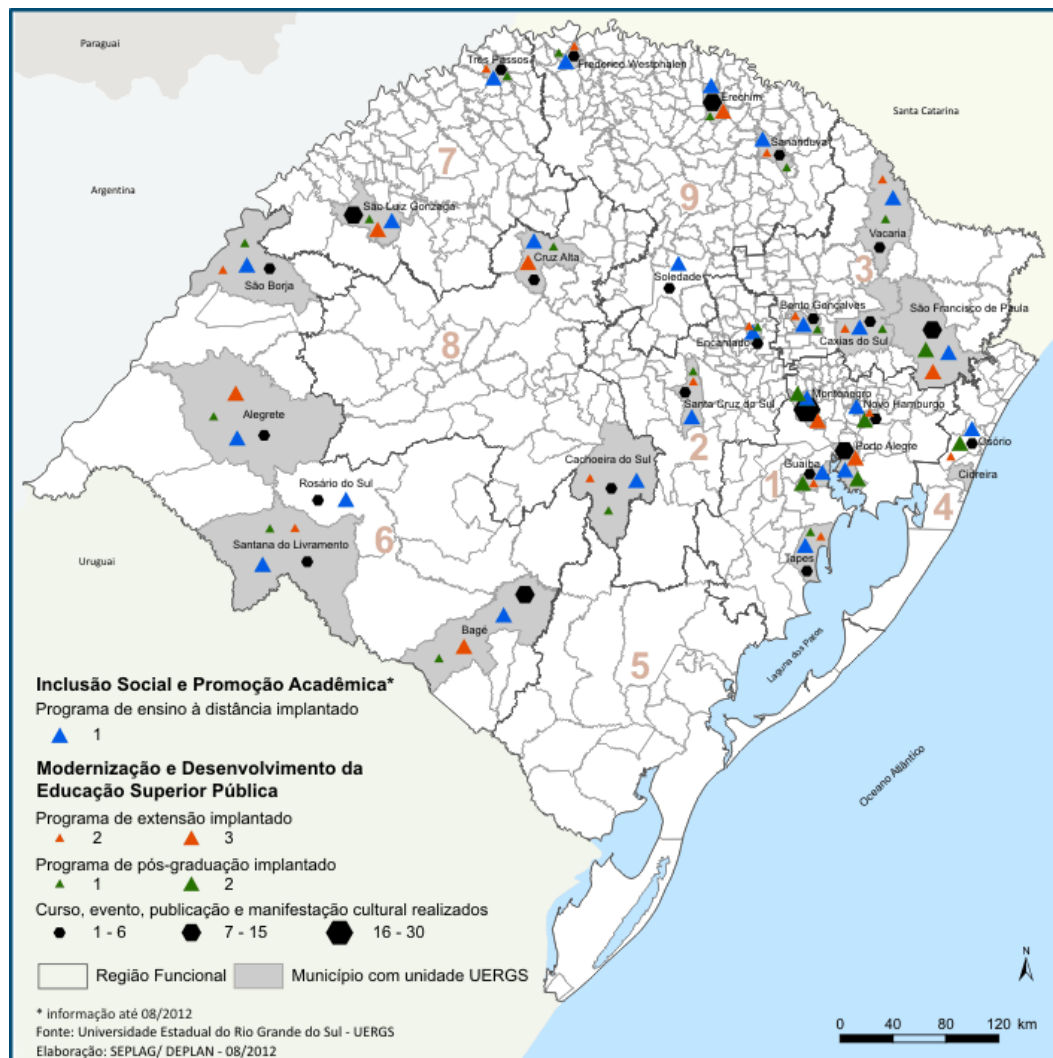 Paraguai
Três Passos
Frederico Westphalen
Erechim
Santa Catarina
Sananduva
7
Argentina
9
São Luiz Gonzaga
Vacaria
Cruz Alta
3
Soledade
São Borja
São Francisco de Paula
Bento Gonçalves
Caxias do Sul
Encantado
8
Montenegro
Santa Cruz do Sul
Novo Hamburgo
Alegrete
2
Osório
Porto Alegre
Cachoeira do Sul
Guaíba
Cidreira
Rosário do Sul
1
4
6
Santana do Livramento
Uruguai
Tapes
Bagé
5
Laguna dos Patos
Oceano Atlântico
Inclusão Social e Promoção Acadêmica*
Programa de ensino à distância implantado
1
Modernização e Desenvolvimento da
Educação Superior Pública
Programa de extensão implantado
2 3
Programa de pós-graduação implantado
1 2
Curso, evento, publicação e manifestação cultural realizados
1 - 6 7 - 15 16 - 30
Região Funcional Município com unidade UERGS
* informação até 08/2012
Fonte: Universidade Estadual do Rio Grande do Sul - UERGS
Elaboração: SEPLAG/ DEPLAN - 08/2012
N
0 40 80 120 km